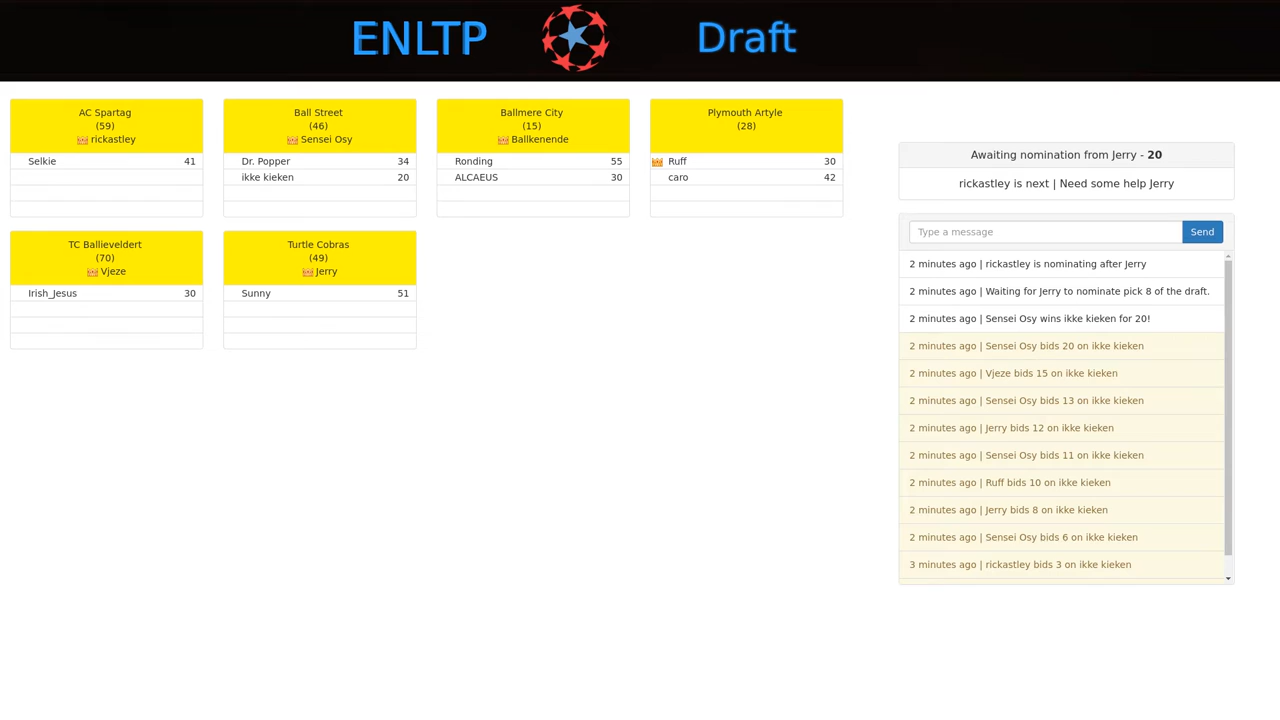 ENLTP Draft
AC Spartag
(59)
rickastley
Selkie 41
Ball Street
(46)
Sensei Osy
Dr. Popper 34
ikke kieken 20
Ballmere City
(15)
Ballkenende
Ronding 55
ALCAEUS 30
Plymouth Artyle
(28)
Ruff 30
caro 42
TC Ballieveldert
(70)
Vjeze
Irish_Jesus 30
Turtle Cobras
(49)
Jerry
Sunny 51
Awaiting nomination from Jerry - 20
rickastley is next | Need some help Jerry
Type a message Send
2 minutes ago | rickastley is nominating after Jerry
2 minutes ago | Waiting for Jerry to nominate pick 8 of the draft.
2 minutes ago | Sensei Osy wins ikke kieken for 20!
2 minutes ago | Sensei Osy bids 20 on ikke kieken
2 minutes ago | Vjeze bids 15 on ikke kieken
2 minutes ago | Sensei Osy bids 13 on ikke kieken
2 minutes ago | Jerry bids 12 on ikke kieken
2 minutes ago | Sensei Osy bids 11 on ikke kieken
2 minutes ago | Ruff bids 10 on ikke kieken
2 minutes ago | Jerry bids 8 on ikke kieken
2 minutes ago | Sensei Osy bids 6 on ikke kieken
3 minutes ago | rickastley bids 3 on ikke kieken